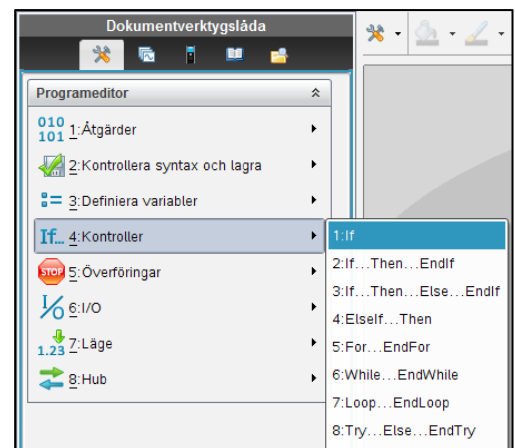 Dokumentverktygslåda
Programeditor
010
101 1:Åtgärder
2:Kontrollera syntax och lagra
3:Definiera variabler
If... 4:Kontroller
STOP 5:Överföringar
I/O 6:I/O
1.23 7:Läge
8:Hub
1:If
2:If...Then...EndIf
3:If...Then...Else...EndIf
4:ElseIf...Then
5:For...EndFor
6:While...EndWhile
7:Loop...EndLoop
8:Try...Else...EndTry